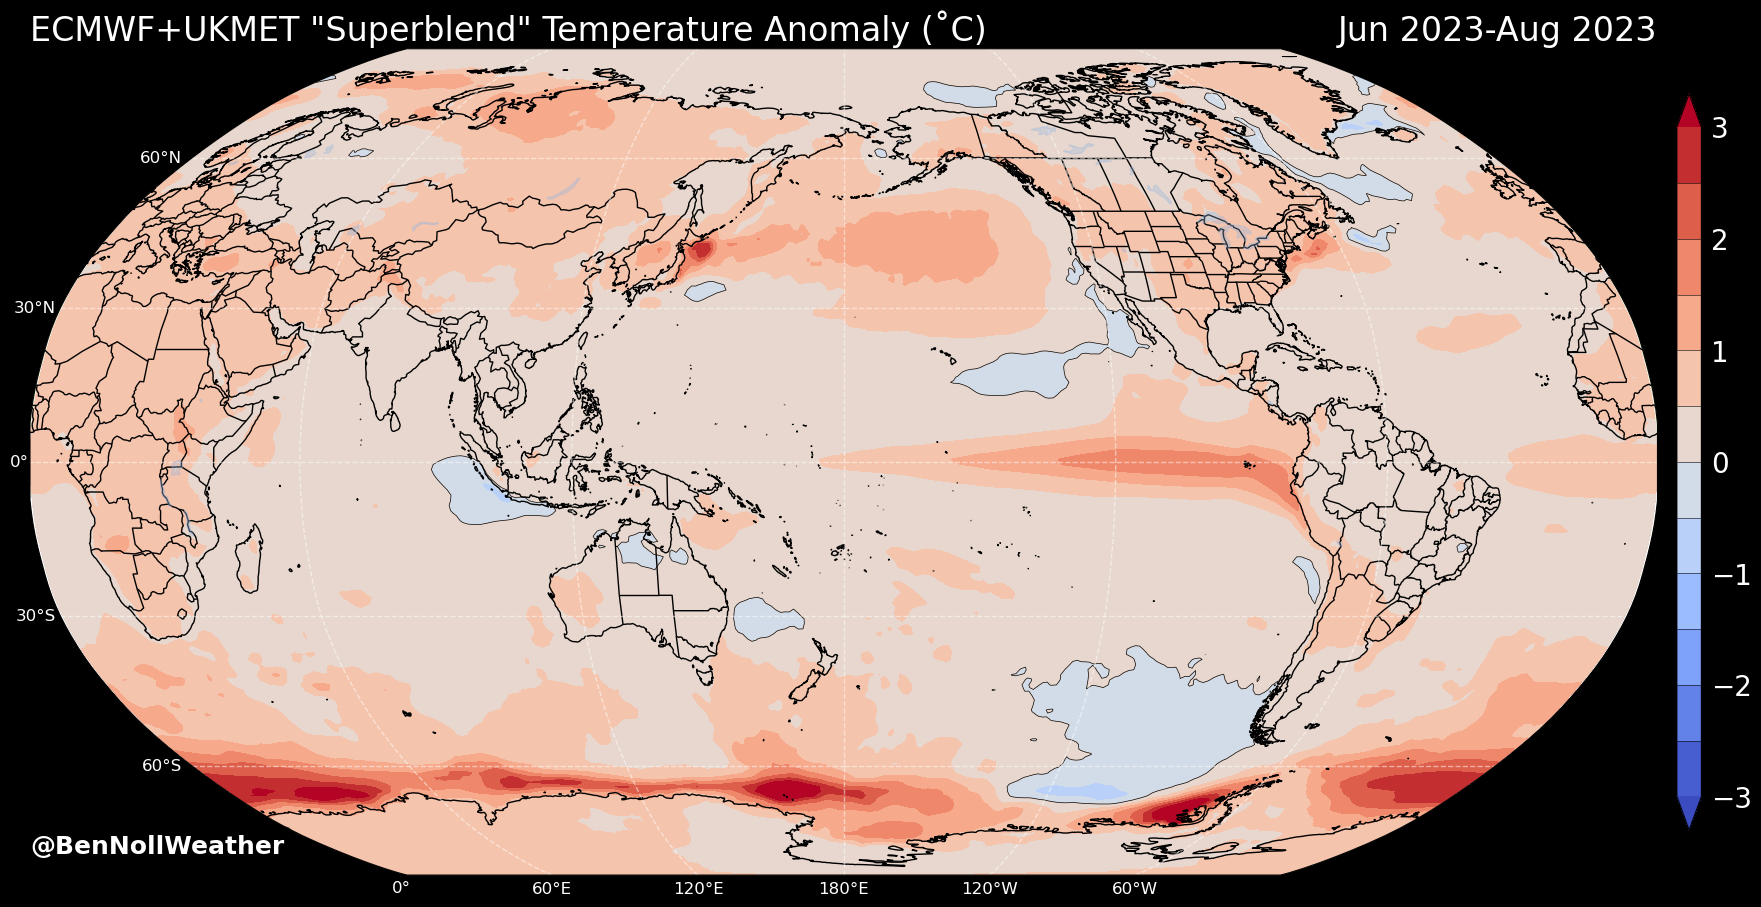 ECMWF+UKMET "Superblend" Temperature Anomaly (˚C)
Jun 2023-Aug 2023
60°N
30°N
0°
30°S
60°S
3
2
1
0
−1
−2
−3
@BenNollWeather
0°
60°E
120°E
180°E
120°W
60°W